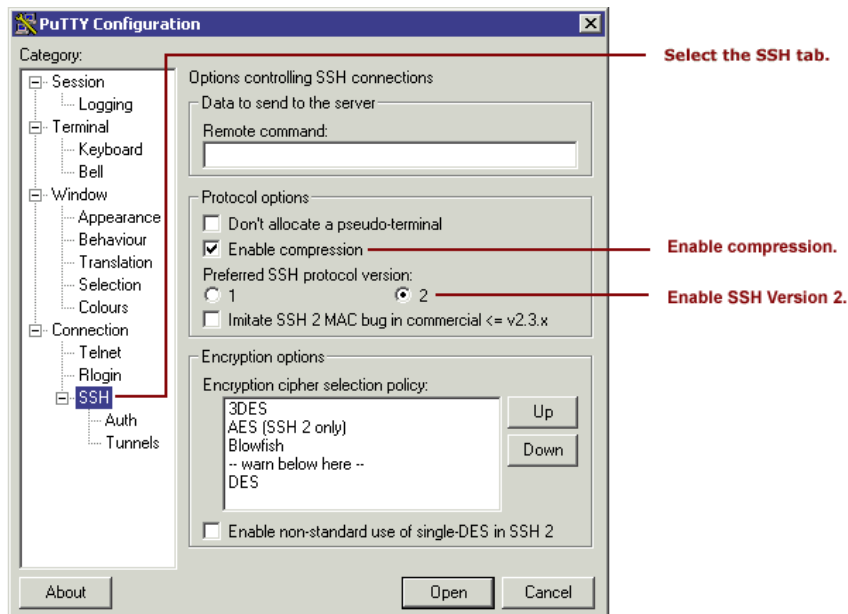 PuTTY Configuration
Category:
Session
Logging
Terminal
Keyboard
Bell
Window
Appearance
Behaviour
Translation
Selection
Colours
Connection
Telnet
Rlogin
SSH
Auth
Tunnels
Options controlling SSH connections
Data to send to the server
Remote command:
Protocol options
Don't allocate a pseudo-terminal
Enable compression
Preferred SSH protocol version:
1 2
Imitate SSH 2 MAC bug in commercial <= v2.3.x
Encryption options
Encryption cipher selection policy:
3DES
AES (SSH 2 only)
Blowfish
-- warn below here --
DES
Up
Down
Enable non-standard use of single-DES in SSH 2
About
Open
Cancel
Select the SSH tab.
Enable compression.
Enable SSH Version 2.